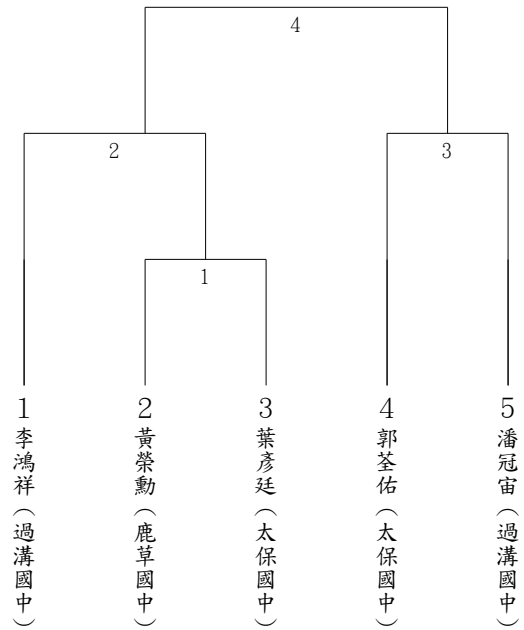 4
2
3
1
1 李鴻祥（過溝國中）
2 黃榮勳（鹿草國中）
3 葉彥廷（太保國中）
4 郭荃佑（太保國中）
5 潘冠宙（過溝國中）